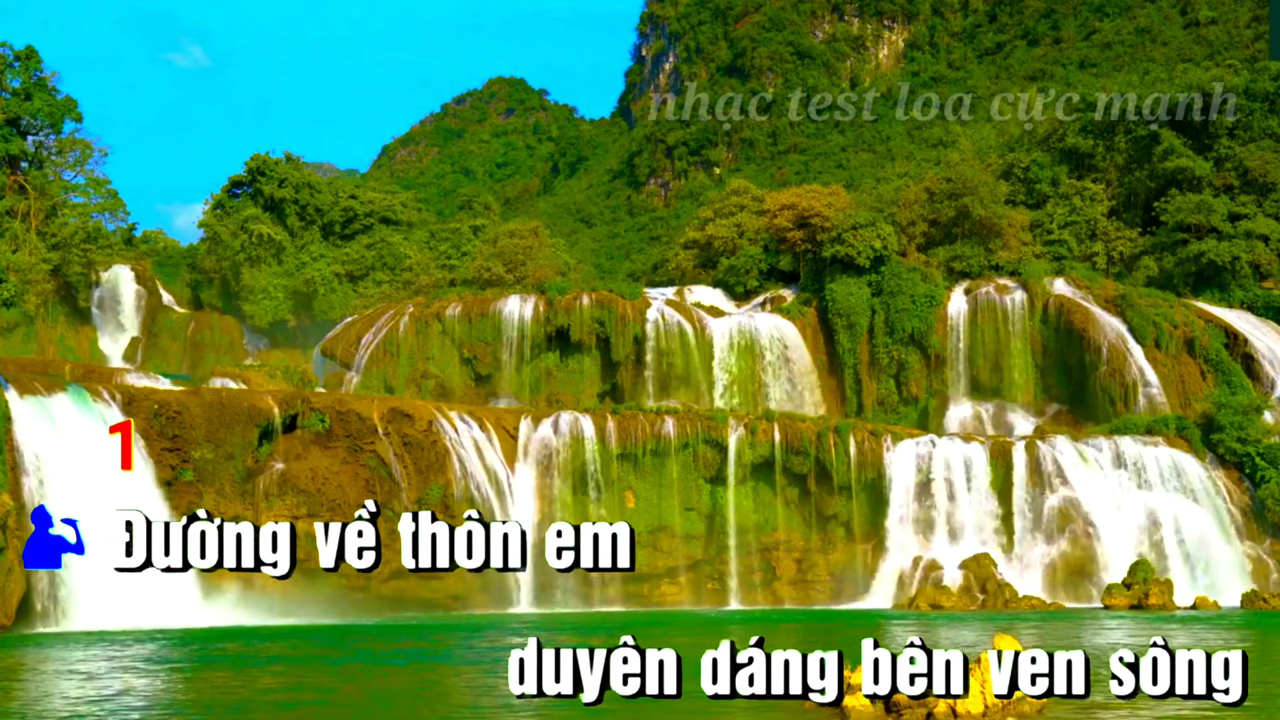 nhạc test loa cực mạnh
1
Đường về thôn em
duyên dáng bên ven sông